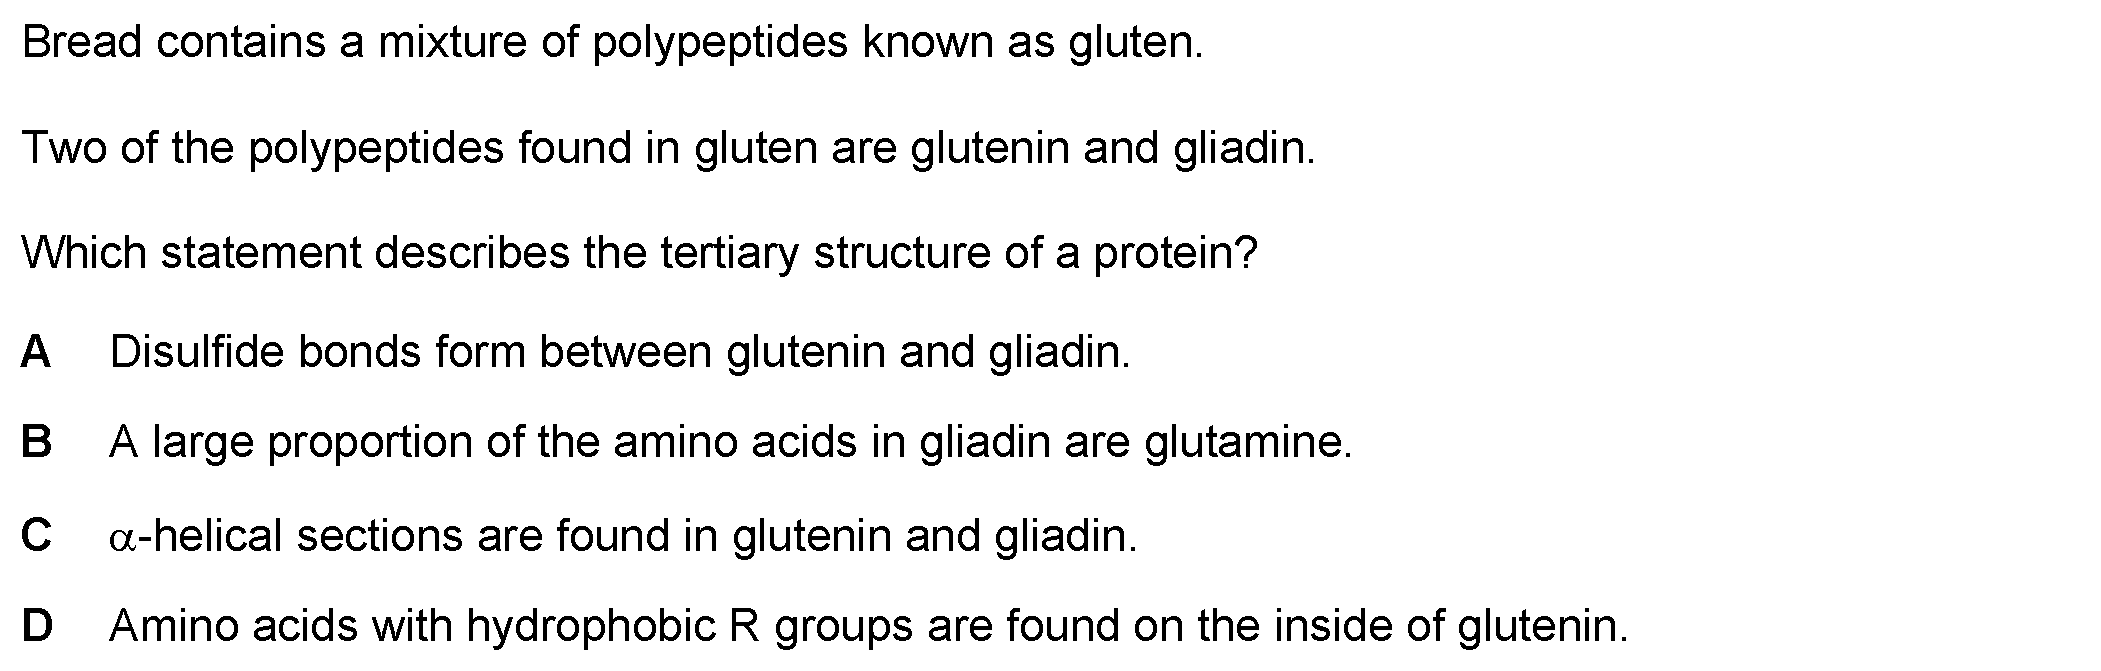 Bread contains a mixture of polypeptides known as gluten.
Two of the polypeptides found in gluten are glutenin and gliadin.
Which statement describes the tertiary structure of a protein?
A Disulfide bonds form between glutenin and gliadin.
B A large proportion of the amino acids in gliadin are glutamine.
C α-helical sections are found in glutenin and gliadin.
D Amino acids with hydrophobic R groups are found on the inside of glutenin.